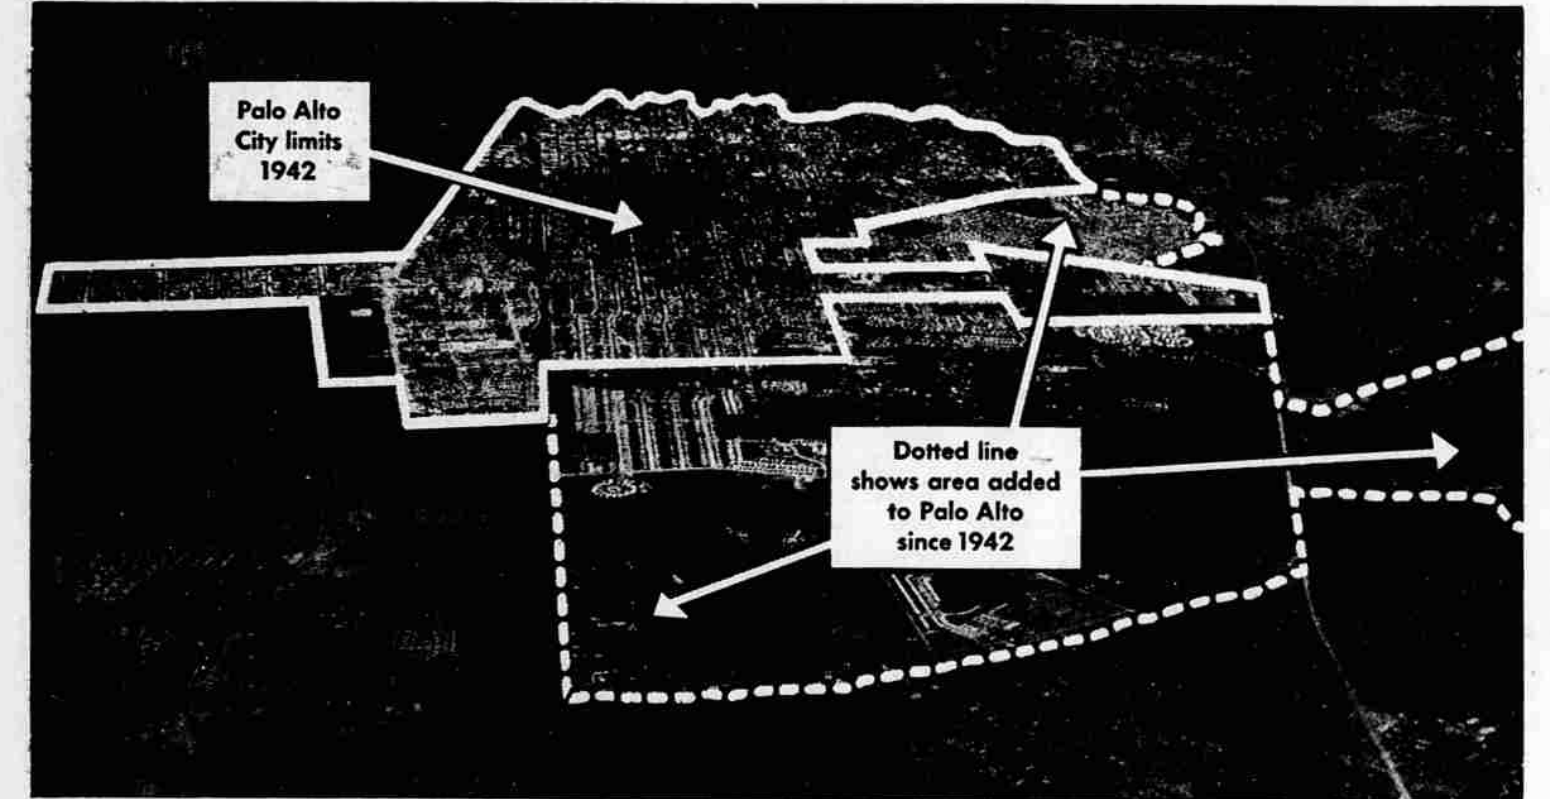 Palo Alto
City limits
1942
Dotted line
shows area added
to Palo Alto
since 1942